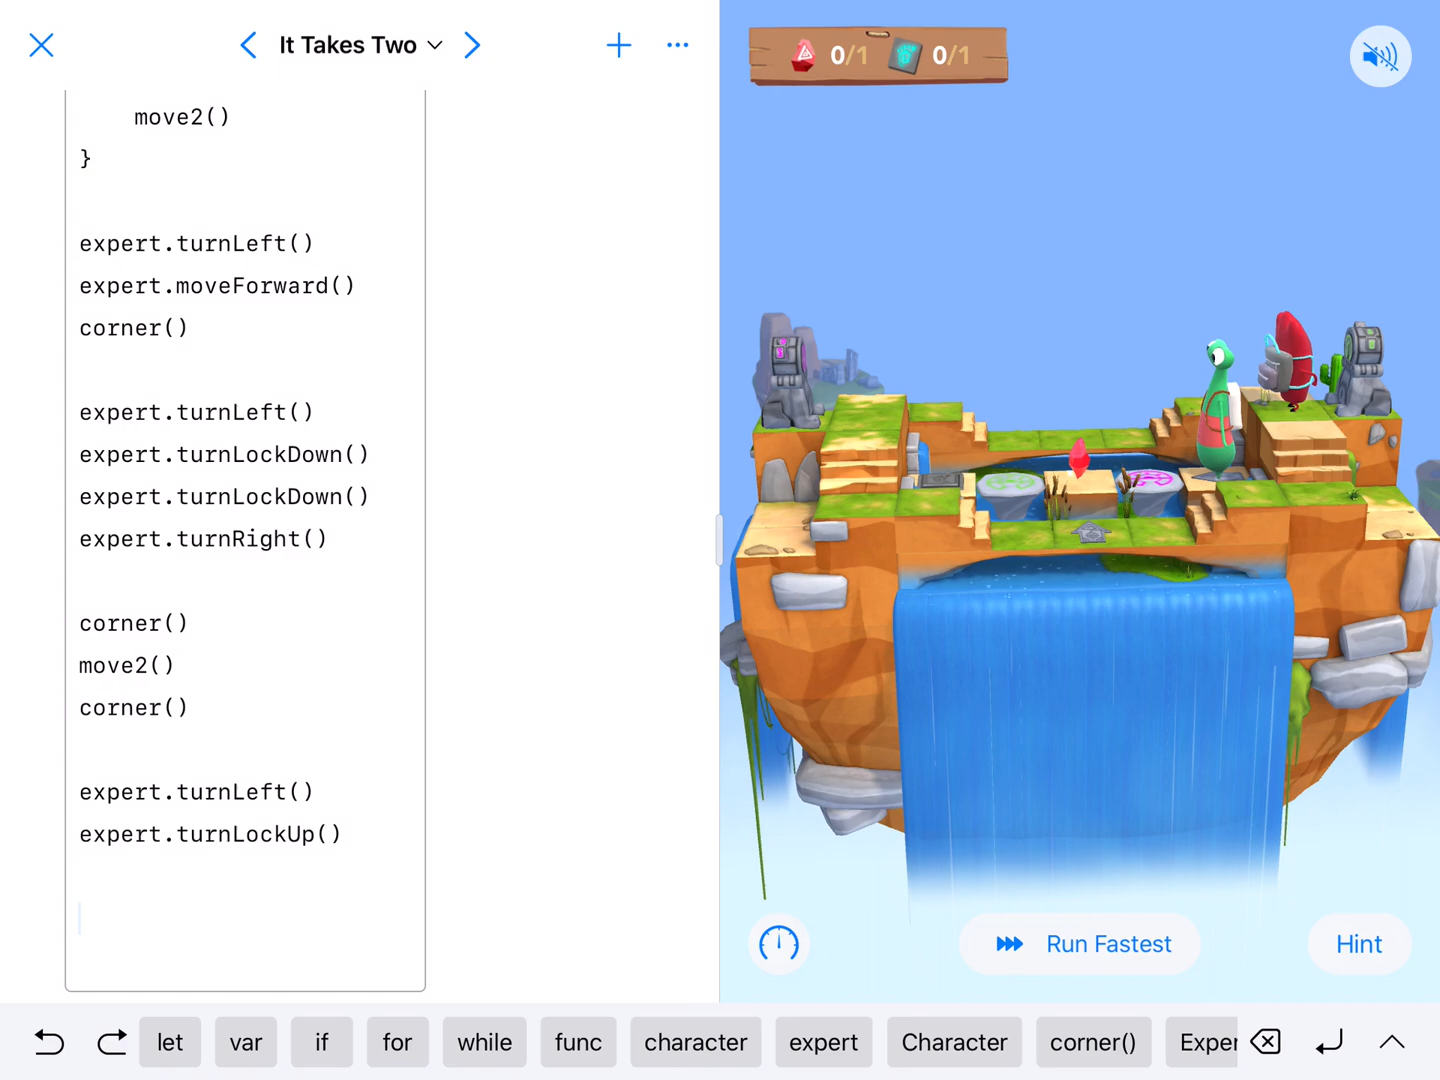 It Takes Two
move2()
}
expert.turnLeft()
expert.moveForward()
corner()
expert.turnLeft()
expert.turnLockDown()
expert.turnLockDown()
expert.turnRight()
corner()
move2()
corner()
expert.turnLeft()
expert.turnLockUp()
0/1
0/1
Run Fastest
Hint
let
var
if
for
while
func
character
expert
Character
corner()
Exper